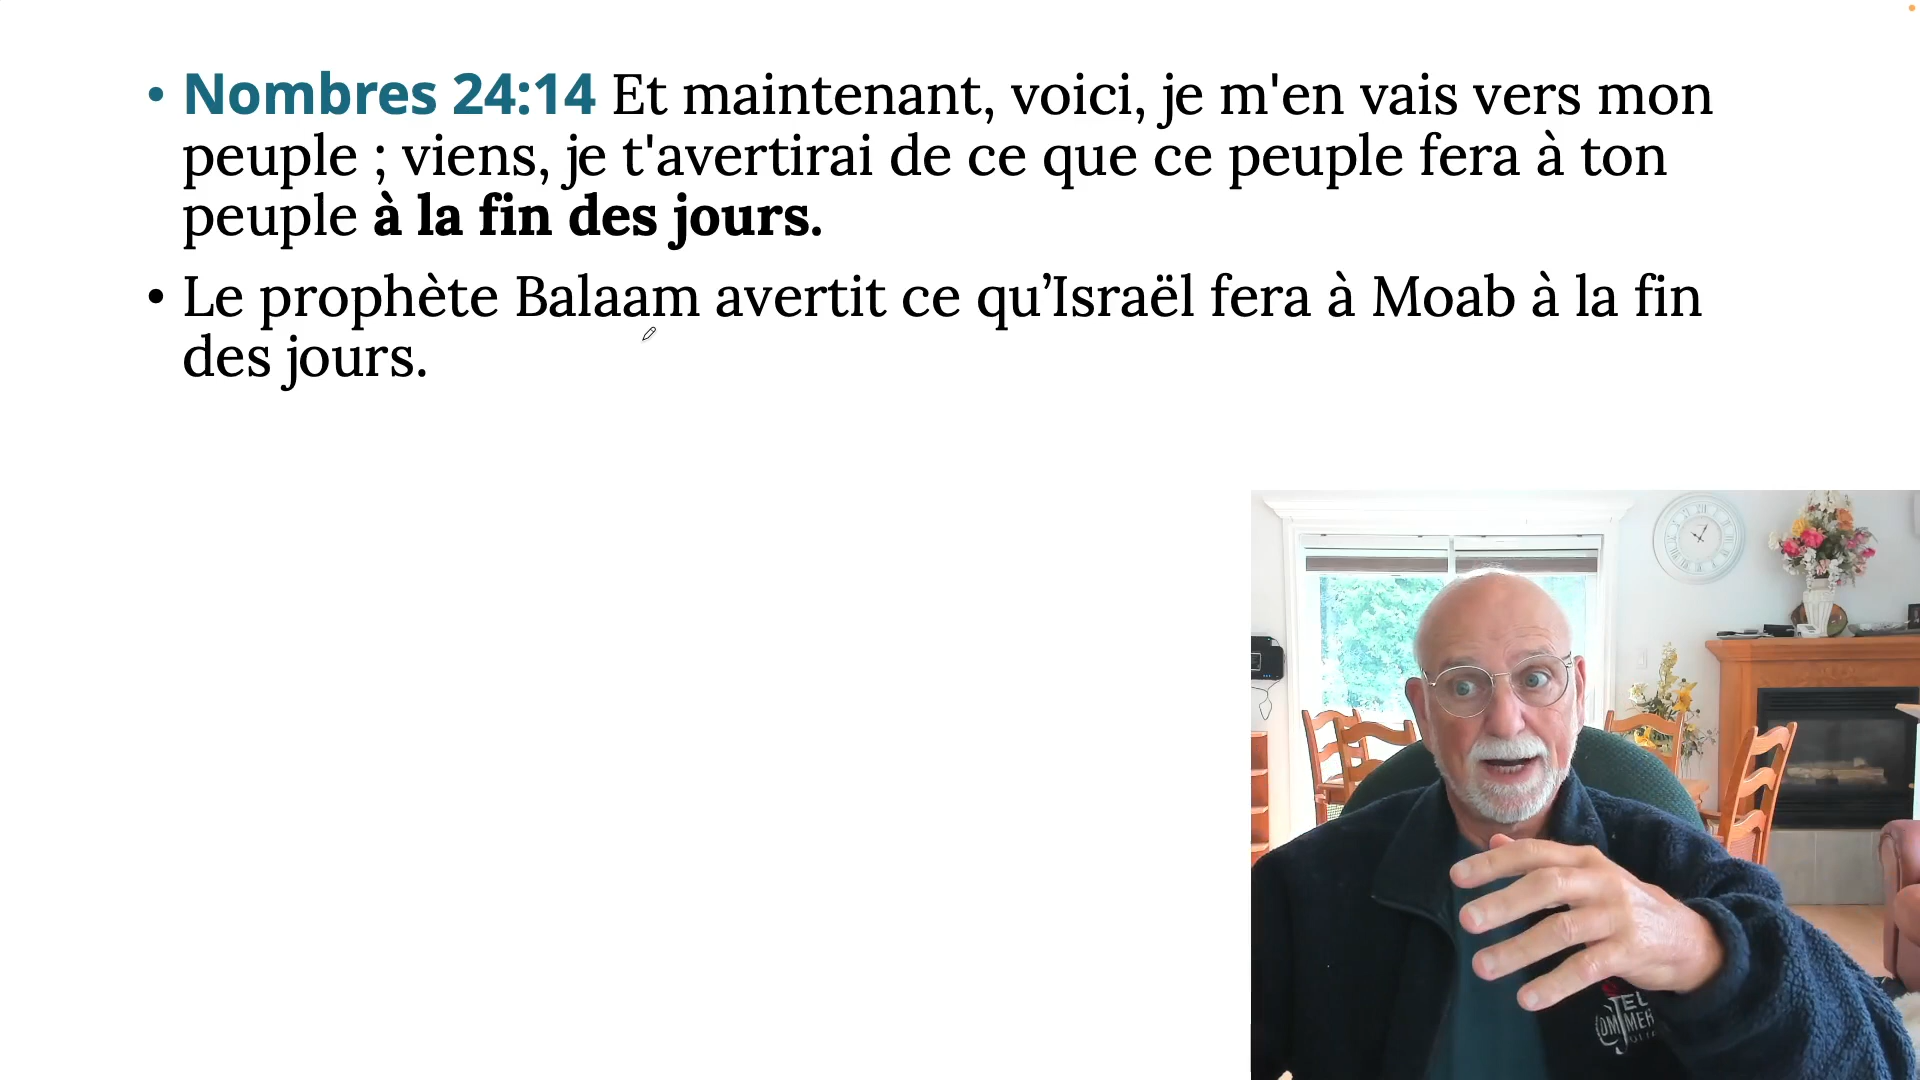 • Nombres 24:14 Et maintenant, voici, je m'en vais vers mon
peuple ; viens, je t'avertirai de ce que ce peuple fera à ton
peuple à la fin des jours.
• Le prophète Balaam avertit ce qu’Israël fera à Moab à la fin
des jours.